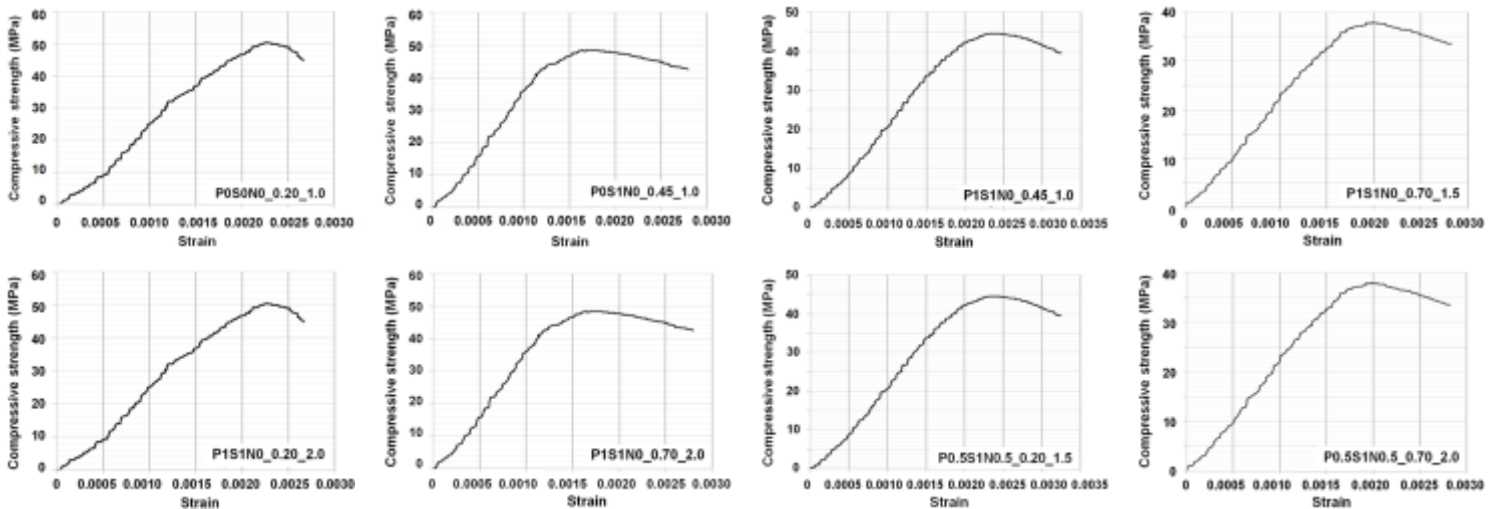 Compressive strength (MPa)
60
50
40
30
20
10
0
P0S0N0_0.20_1.0
0 0.0005 0.0010 0.0015 0.0020 0.0025 0.0030
Strain
Compressive strength (MPa)
60
50
40
30
20
10
0
P0S1N0_0.45_1.0
0 0.0005 0.0010 0.0015 0.0020 0.0025 0.0030
Strain
Compressive strength (MPa)
50
40
30
20
10
0
P1S1N0_0.45_1.0
0 0.0005 0.0010 0.0015 0.0020 0.0025 0.0030 0.0035
Strain
Compressive strength (MPa)
40
30
20
10
0
P1S1N0_0.70_1.5
0 0.0005 0.0010 0.0015 0.0020 0.0025 0.0030
Strain
Compressive strength (MPa)
60
50
40
30
20
10
0
P1S1N0_0.20_2.0
0 0.0005 0.0010 0.0015 0.0020 0.0025 0.0030
Strain
Compressive strength (MPa)
60
50
40
30
20
10
0
P1S1N0_0.70_2.0
0 0.0005 0.0010 0.0015 0.0020 0.0025 0.0030
Strain
Compressive strength (MPa)
50
40
30
20
10
0
P0.5S1N0.5_0.20_1.5
0 0.0005 0.0010 0.0015 0.0020 0.0025 0.0030 0.0035
Strain
Compressive strength (MPa)
40
30
20
10
0
P0.5S1N0.5_0.70_2.0
0 0.0005 0.0010 0.0015 0.0020 0.0025 0.0030
Strain